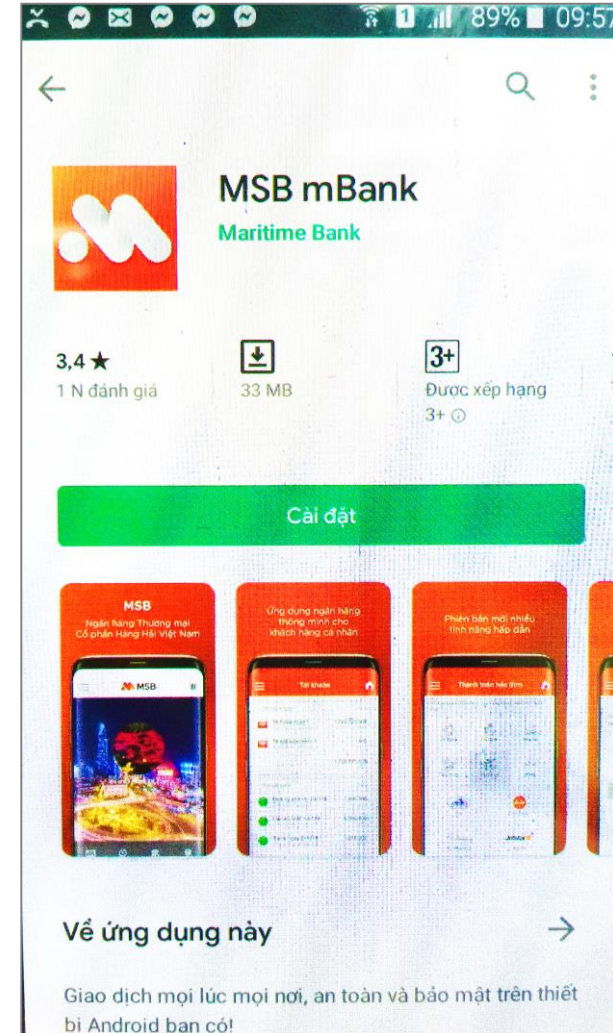 1 89% 09:57
MSB mBank
Maritime Bank
3,4 ★
1 N đánh giá
33 MB
3+
Được xếp hạng
3+
Cài đặt
MSB
Ngân hàng Thương mại
Cổ phần Hàng Hải Việt Nam
MSB
Ứng dụng ngân hàng
thông minh cho
khách hàng cá nhân
Tài khoản
Phiên bản mới nhiều
tính năng hấp dẫn
Thanh toán hóa đơn
Jetstar
Về ứng dụng này
Giao dịch mọi lúc mọi nơi, an toàn và bảo mật trên thiết
bị Android bạn có!